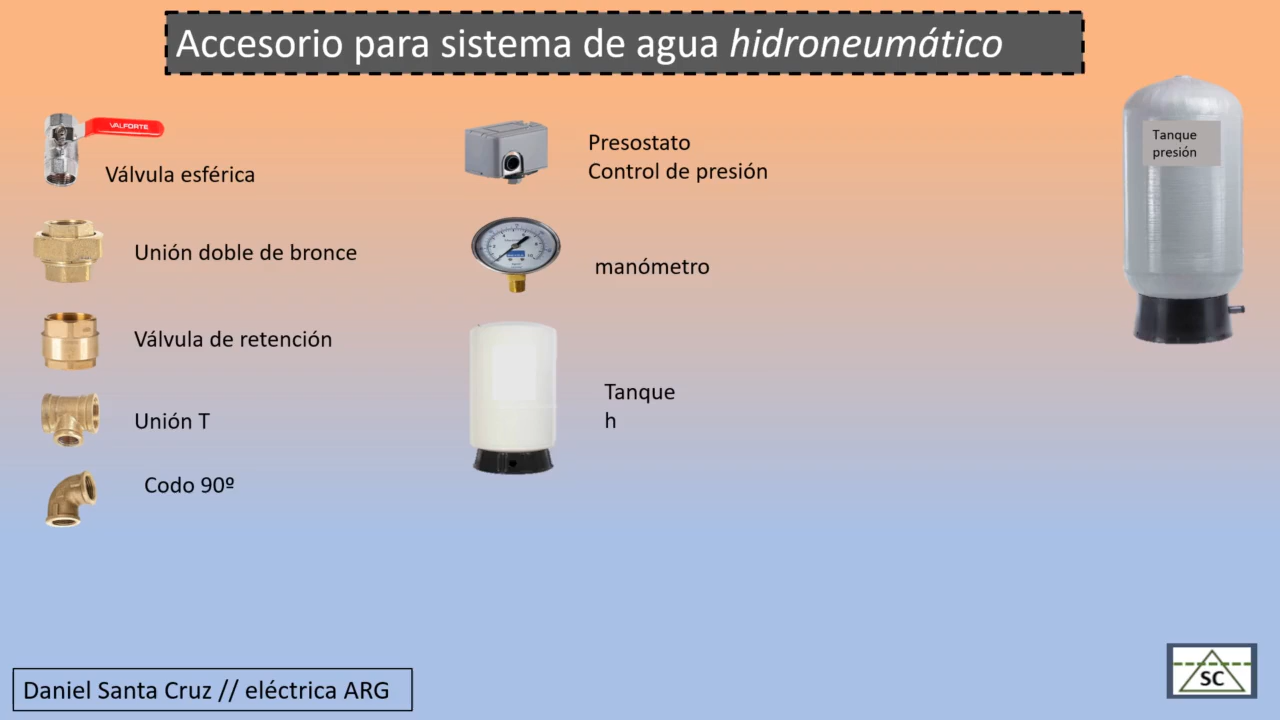 Accesorio para sistema de agua hidroneumático
VALFORTE
Válvula esférica
Unión doble de bronce
Válvula de retención
Unión T
Codo 90º
Presostato
Control de presión
manómetro
Tanque
h
Tanque
presión
Daniel Santa Cruz // eléctrica ARG
SC